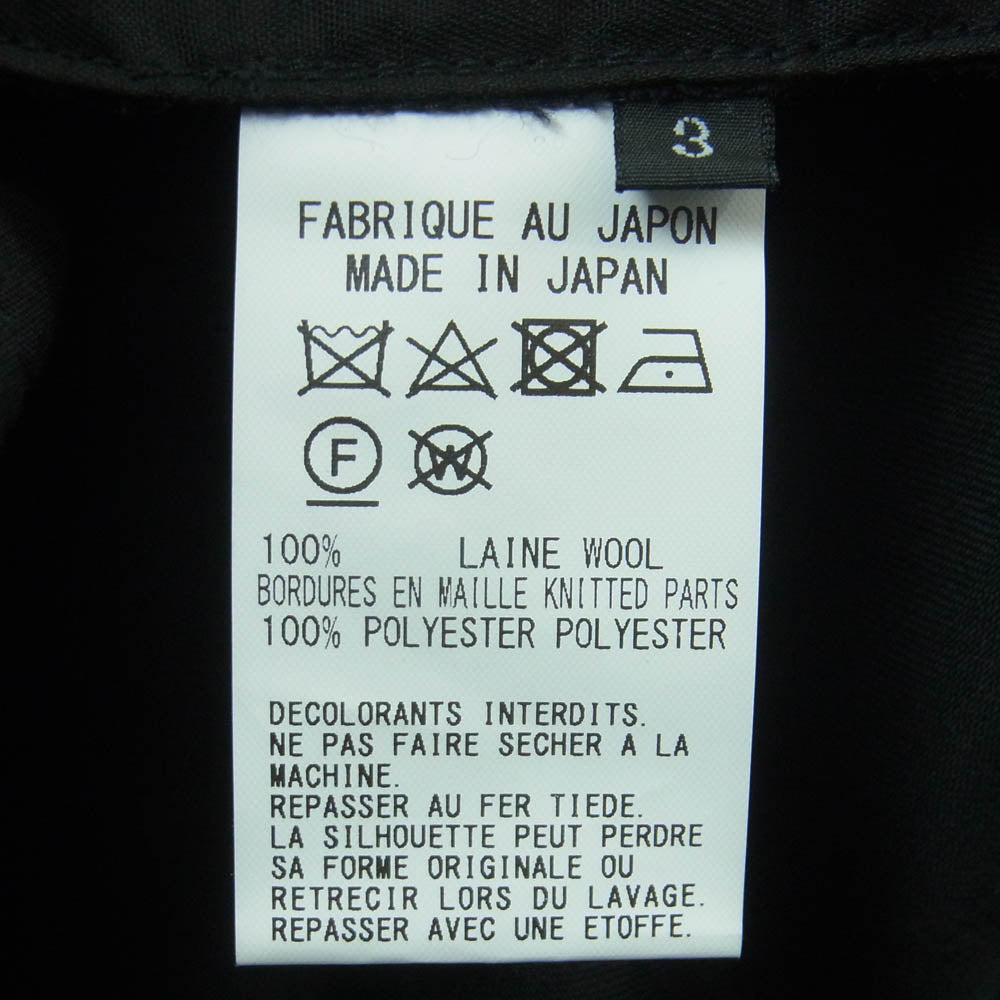 3
FABRIQUE AU JAPON
MADE IN JAPAN
F W
100% LAINE WOOL
BORDURES EN MAILLE KNITTED PARTS
100% POLYESTER POLYESTER
DECOLORANTS INTERDITS.
NE PAS FAIRE SECHER A LA
MACHINE.
REPASSER AU FER TIEDE.
LA SILHOUETTE PEUT PERDRE
SA FORME ORIGINALE OU
RETRECIR LORS DU LAVAGE.
REPASSER AVEC UNE ETOFFE.